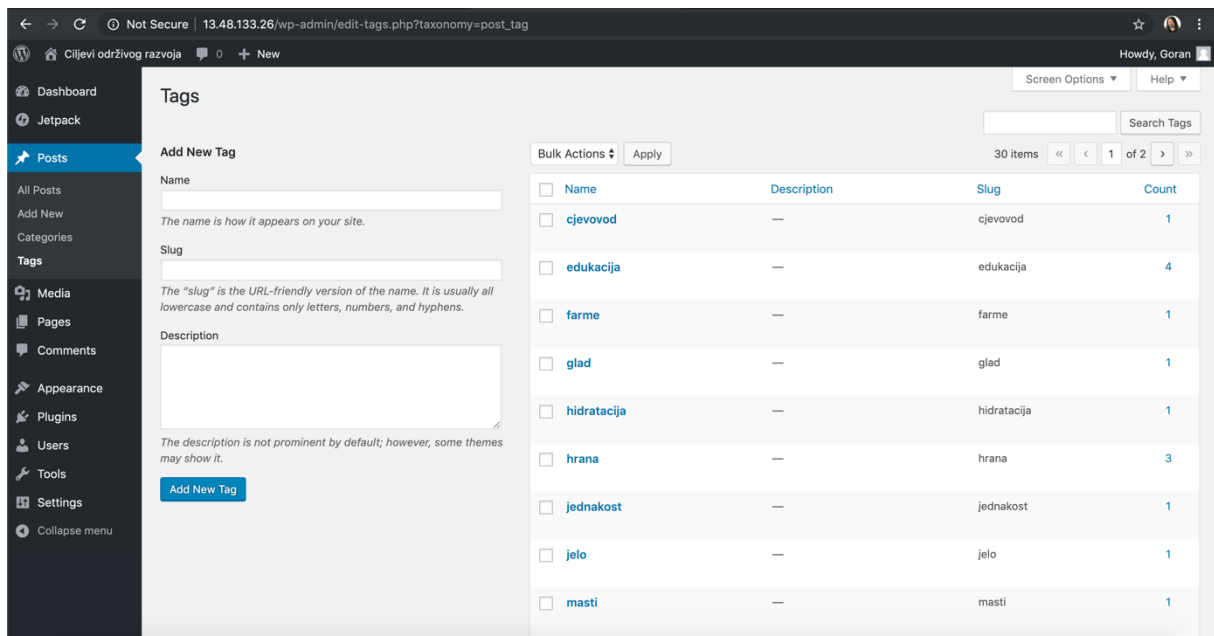 Not Secure | 13.48.133.26/wp-admin/edit-tags.php?taxonomy=post_tag
Ciljevi održivog razvoja 0 + New Howdy, Goran
Screen Options ▼ Help ▼
Dashboard
Jetpack
Posts
All Posts
Add New
Categories
Tags
Media
Pages
Comments
Appearance
Plugins
Users
Tools
Settings
Collapse menu
Tags
Search Tags
Add New Tag
Name
The name is how it appears on your site.
Slug
The “slug” is the URL-friendly version of the name. It is usually all
lowercase and contains only letters, numbers, and hyphens.
Description
The description is not prominent by default; however, some themes
may show it.
Add New Tag
Bulk Actions Apply 30 items « ‹ 1 of 2 › »
Name Description Slug Count
cjevovod — cjevovod 1
edukacija — edukacija 4
farme — farme 1
glad — glad 1
hidratacija — hidratacija 1
hrana — hrana 3
jednakost — jednakost 1
jelo — jelo 1
masti — masti 1